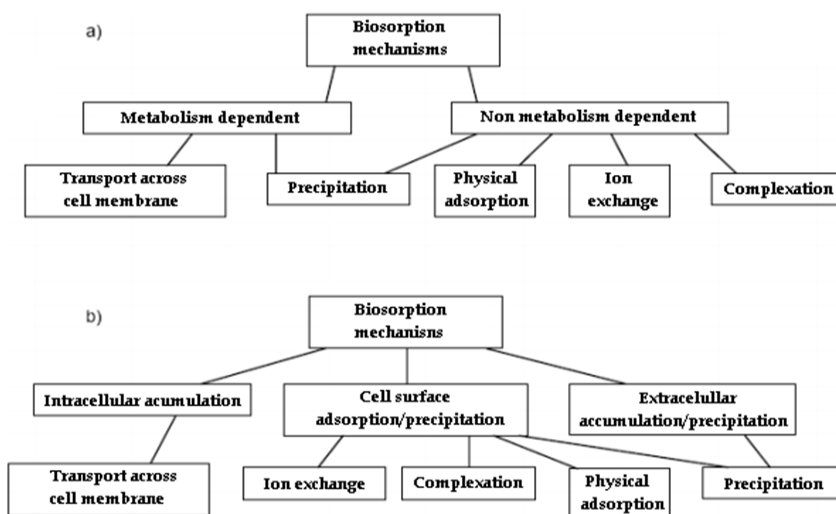 a)
Biosorption
mechanisms
Metabolism dependent
Non metabolism dependent
Transport across
cell membrane
Precipitation
Physical
adsorption
Ion
exchange
Complexation
b)
Biosorption
mechanisns
Intracellular acumulation
Cell surface
adsorption/precipitation
Extracelullar
accumulation/precipitation
Transport across
cell membrane
Ion exchange
Complexation
Physical
adsorption
Precipitation